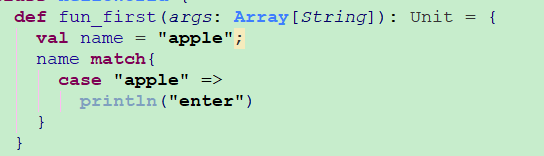 def fun_first(args: Array[String]): Unit = {
val name = "apple";
name match{
case "apple" =>
println("enter")
}
}